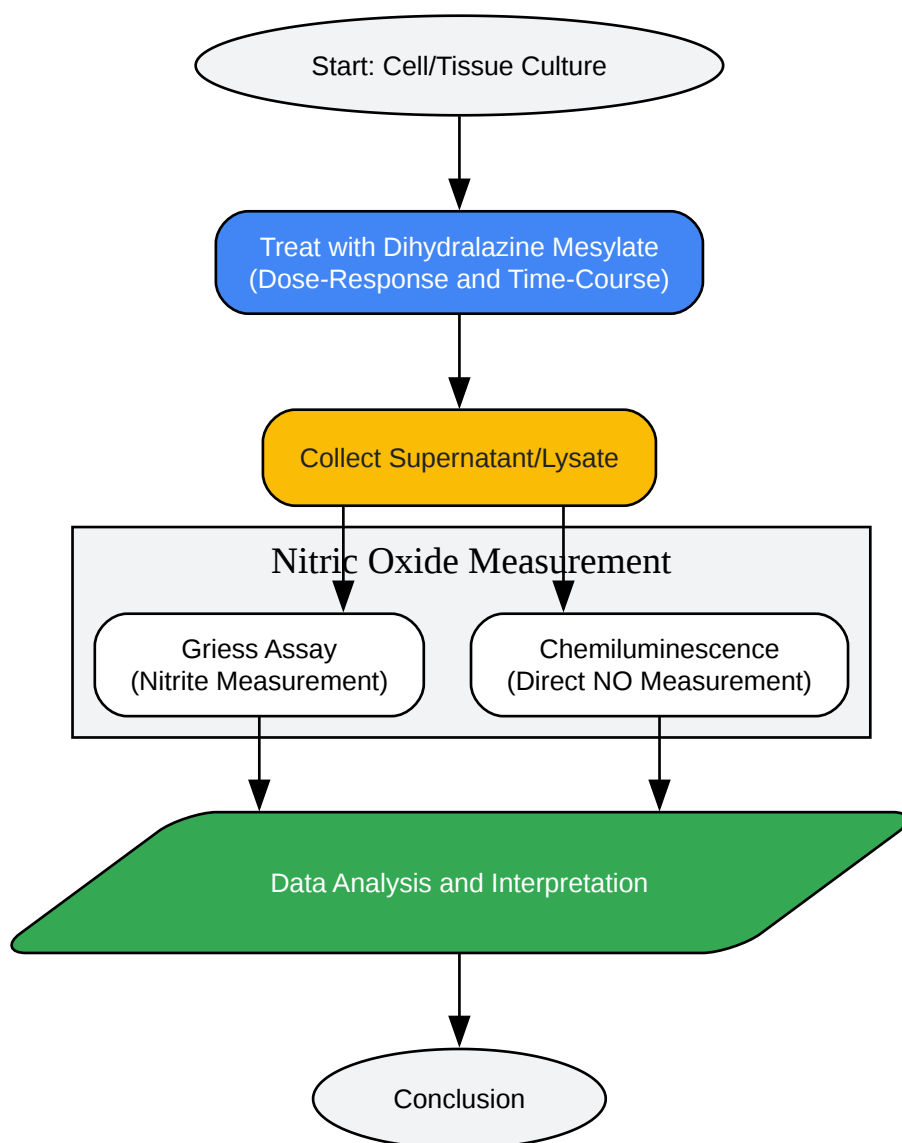 Start: Cell/Tissue Culture
Treat with Dihydralazine Mesylate
(Dose-Response and Time-Course)
Collect Supernatant/Lysate
Nitric Oxide Measurement
Griess Assay
(Nitrite Measurement)
Chemiluminescence
(Direct NO Measurement)
Data Analysis and Interpretation
Conclusion